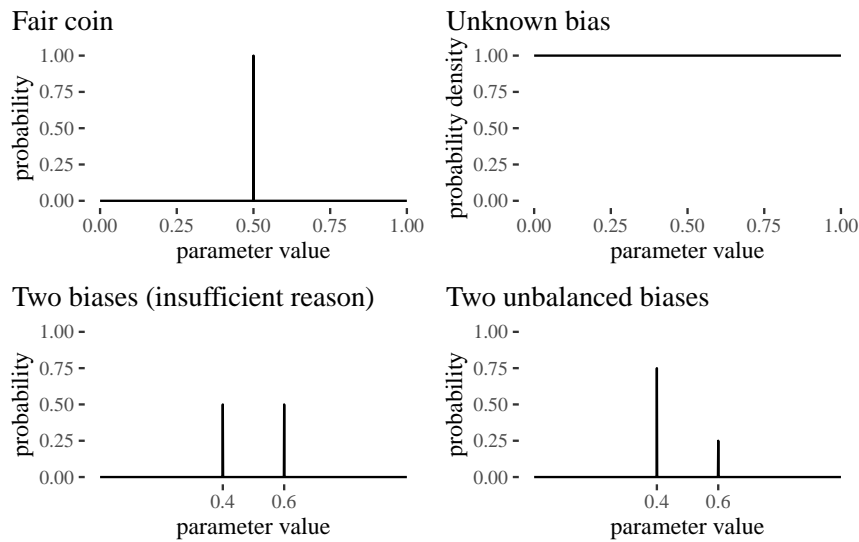 Fair coin
probability
1.00
0.75
0.50
0.25
0.00
0.00 0.25 0.50 0.75 1.00
parameter value
Unknown bias
probability density
1.00
0.75
0.50
0.25
0.00
0.00 0.25 0.50 0.75 1.00
parameter value
Two biases (insufficient reason)
probability
1.00
0.75
0.50
0.25
0.00
0.4 0.6
parameter value
Two unbalanced biases
probability
1.00
0.75
0.50
0.25
0.00
0.4 0.6
parameter value